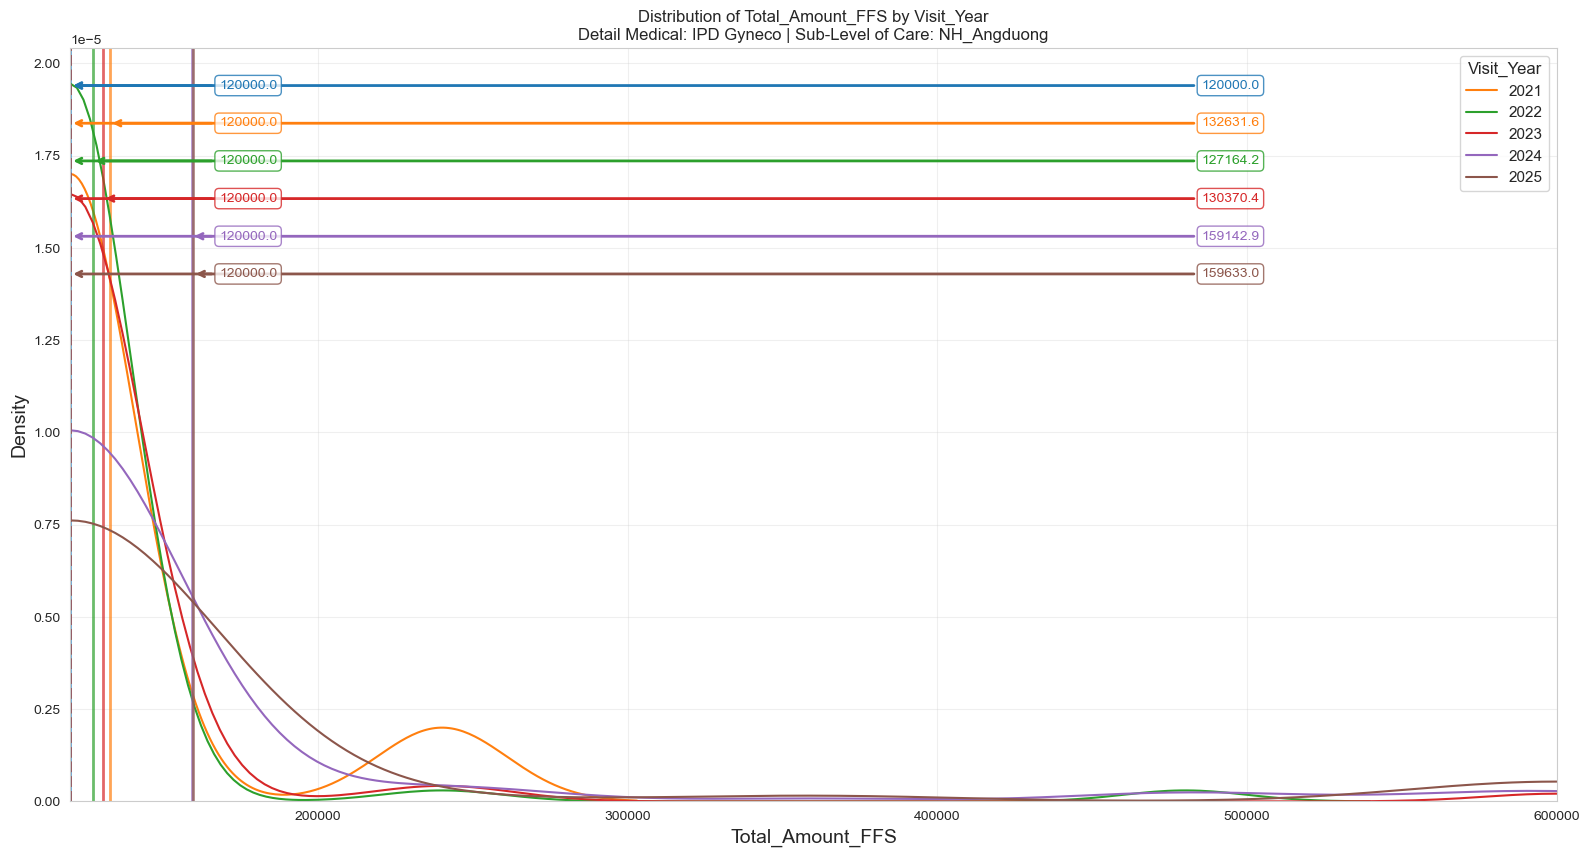 Distribution of Total_Amount_FFS by Visit_Year
Detail Medical: IPD Gyneco | Sub-Level of Care: NH_Angduong
1e−5
2.00
1.75
1.50
1.25
1.00
0.75
0.50
0.25
0.00
Density
120000.0 120000.0
120000.0 132631.6
120000.0 127164.2
120000.0 130370.4
120000.0 159142.9
120000.0 159633.0
Visit_Year
2021
2022
2023
2024
2025
200000 300000 400000 500000 600000
Total_Amount_FFS